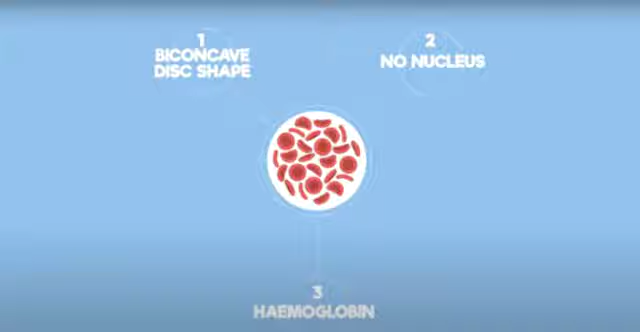 1
BICONCAVE
DISC SHAPE
2
NO NUCLEUS
3
HAEMOGLOBIN